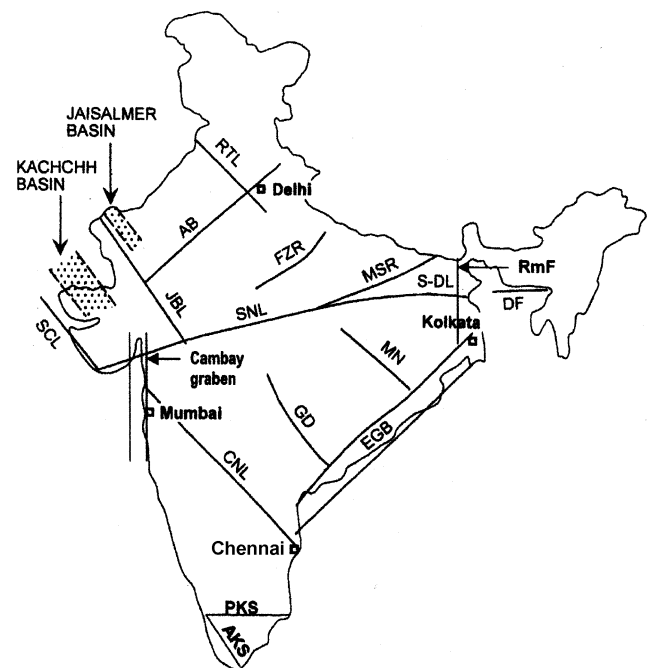 JAISALMER
BASIN
KACHCHH
BASIN
RTL
Delhi
AB
FZR
MSR
RmF
S-DL
DF
JBL
SNL
SCL
Kolkata
Cambay
graben
MN
Mumbai
GD
EGB
CNL
Chennai
PKS
AKS